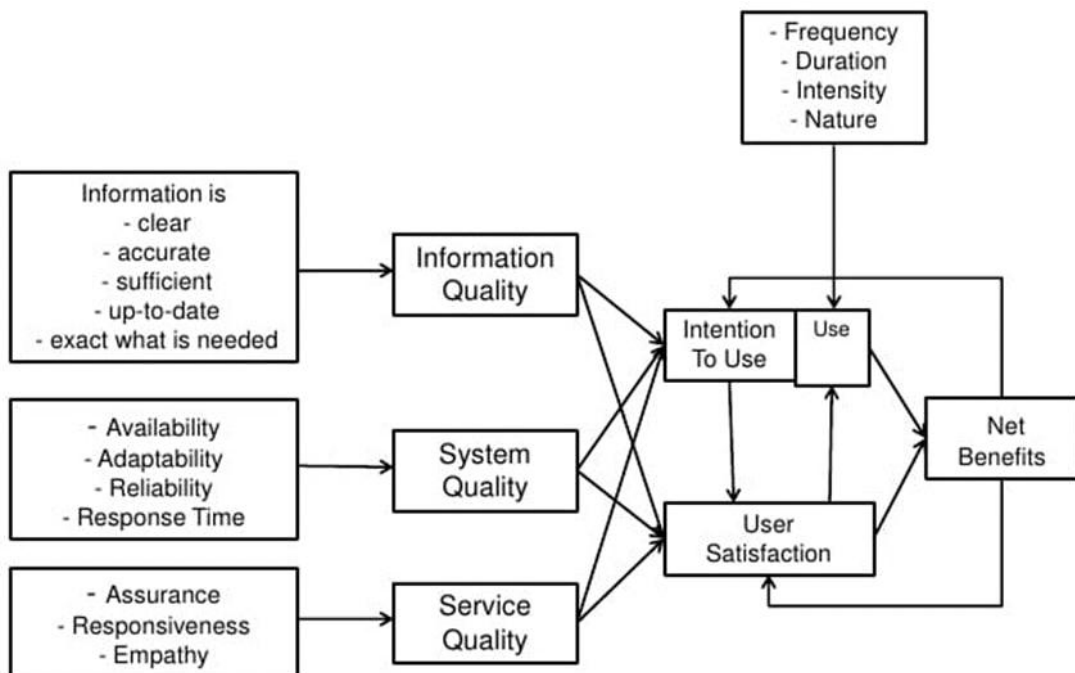 - Frequency
- Duration
- Intensity
- Nature
Information is
- clear
- accurate
- sufficient
- up-to-date
- exact what is needed
Information
Quality
Intention
To Use
Use
- Availability
- Adaptability
- Reliability
- Response Time
System
Quality
Net
Benefits
User
Satisfaction
- Assurance
- Responsiveness
- Empathy
Service
Quality